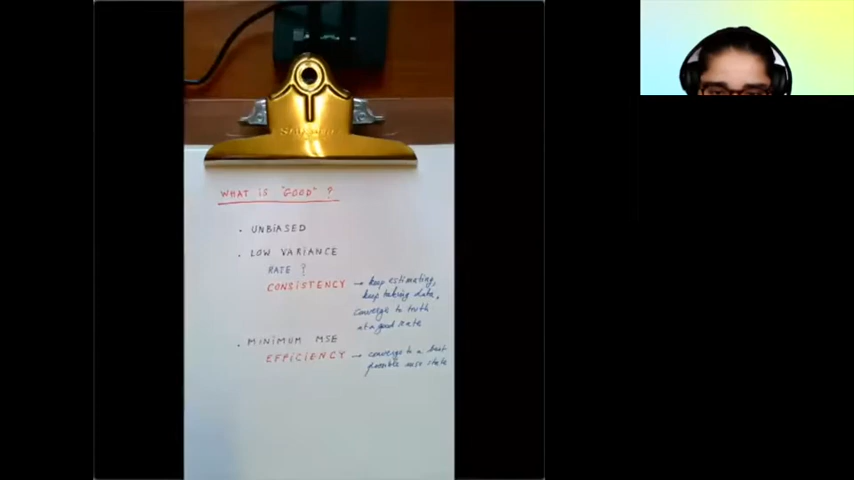 WHAT IS "GOOD" ?
• UNBIASED
• LOW VARIANCE
RATE ?
CONSISTENCY → keep estimating,
keep taking data,
converge to truth
at a good rate
• MINIMUM MSE
EFFICIENCY → converge to a best
possible mse state